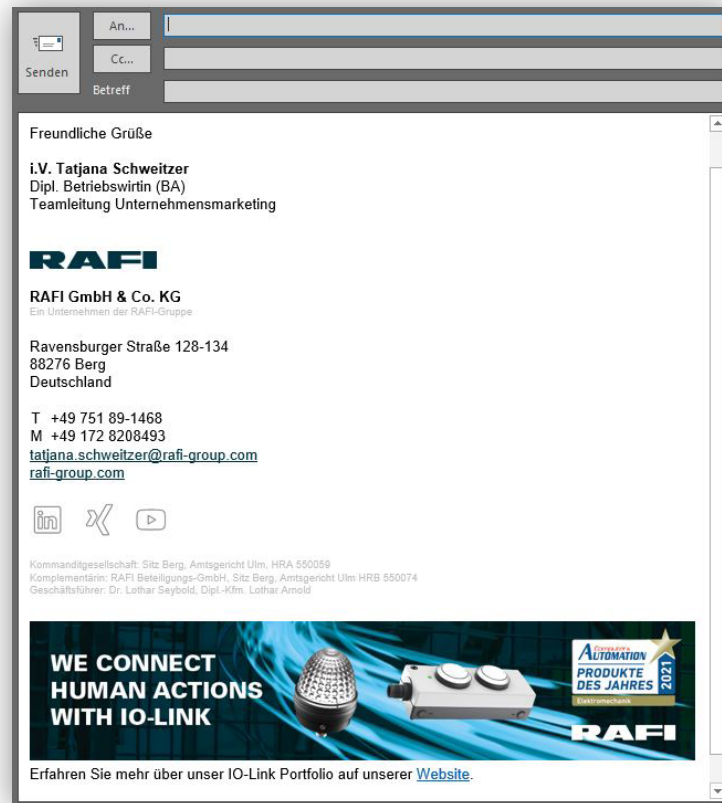 An...
Senden
Cc...
Betreff
Freundliche Grüße
i.V. Tatjana Schweitzer
Dipl. Betriebswirtin (BA)
Teamleitung Unternehmensmarketing
RAFI
RAFI GmbH & Co. KG
Ein Unternehmen der RAFI-Gruppe
Ravensburger Straße 128-134
88276 Berg
Deutschland
T +49 751 89-1468
M +49 172 8208493
tatjana.schweitzer@rafi-group.com
rafi-group.com
in
Kommanditgesellschaft: Sitz Berg, Amtsgericht Ulm, HRA 550059
Komplementärin: RAFI Beteiligungs-GmbH, Sitz Berg, Amtsgericht Ulm HRB 550074
Geschäftsführer: Dr. Lothar Seybold, Dipl.-Kfm. Lothar Arnold
WE CONNECT
HUMAN ACTIONS
WITH IO-LINK
Computer&
AUTOMATION
PRODUKTE
DES JAHRES
2021
Elektromechanik
RAFI
Erfahren Sie mehr über unser IO-Link Portfolio auf unserer Website.